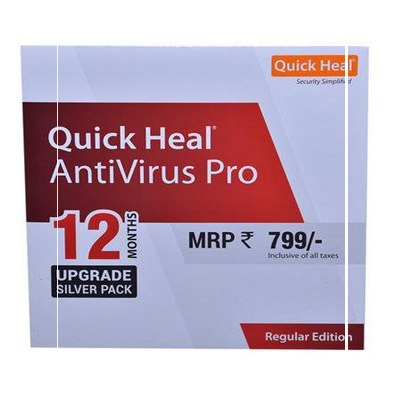 Quick Heal®
Security Simplified
Quick Heal®
AntiVirus Pro
12 MONTHS
MRP ₹ 799/-
Inclusive of all taxes
UPGRADE
SILVER PACK
Regular Edition